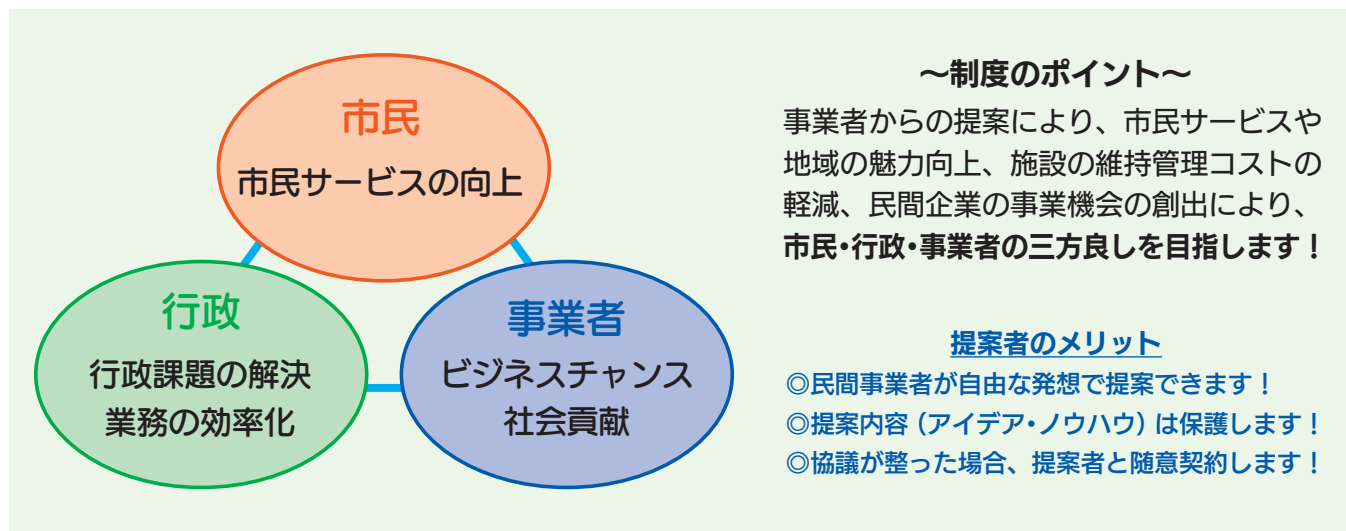 市民
市民サービスの向上
行政
行政課題の解決
業務の効率化
事業者
ビジネスチャンス
社会貢献
～制度のポイント～
事業者からの提案により、市民サービスや
地域の魅力向上、施設の維持管理コストの
軽減、民間企業の事業機会の創出により、
市民・行政・事業者の三方良しを目指します！
提案者のメリット
◎民間事業者が自由な発想で提案できます！
◎提案内容（アイデア・ノウハウ）は保護します！
◎協議が整った場合、提案者と随意契約します！